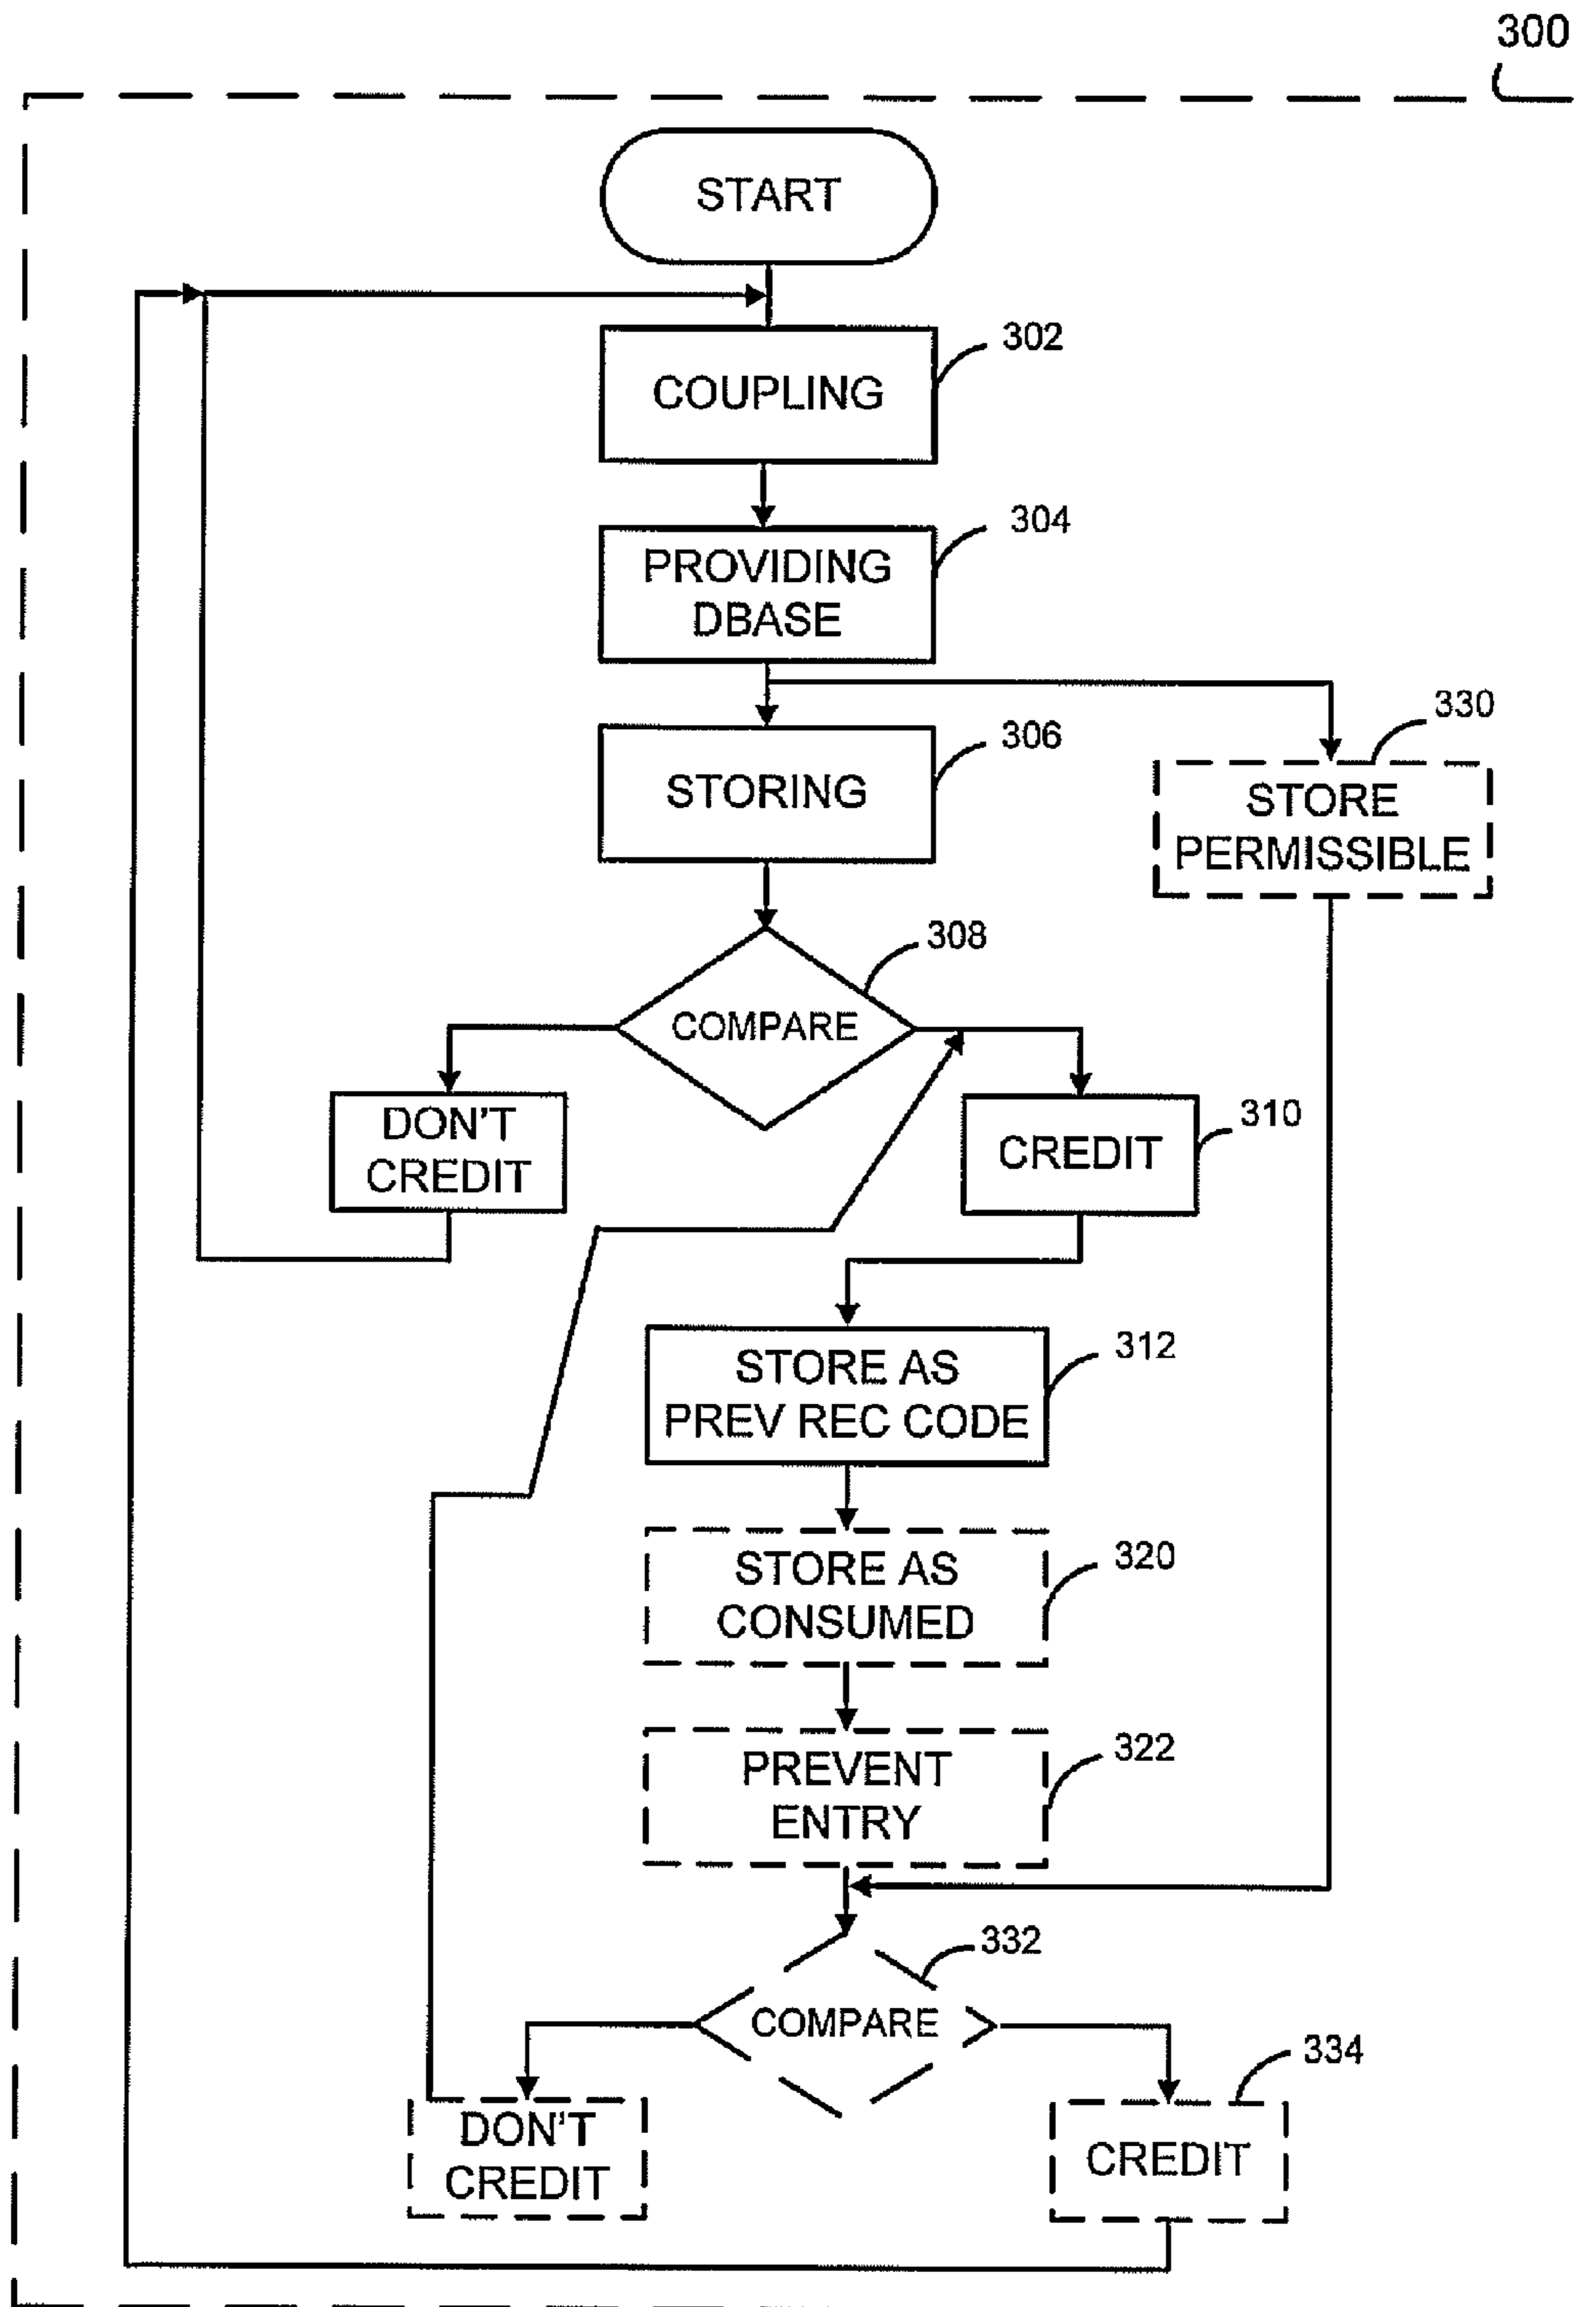 300
START
302
COUPLING
304
PROVIDING
DBASE
330
306
STORING
STORE
PERMISSIBLE
308
COMPARE
DON'T
CREDIT
310
CREDIT
312
STORE AS
PREV REC CODE
320
STORE AS
CONSUMED
322
PREVENT
ENTRY
332
COMPARE
334
DON'T
CREDIT
CREDIT